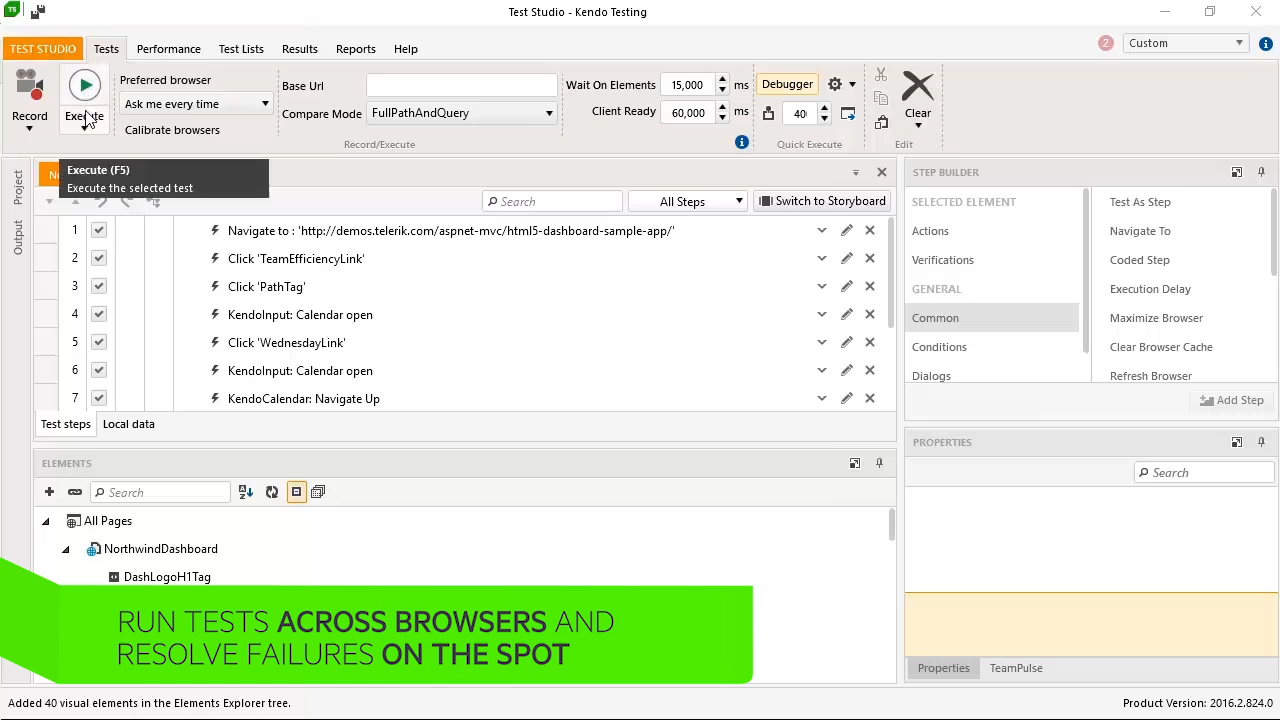 TS
Test Studio - Kendo Testing
TEST STUDIO
Tests
Performance
Test Lists
Results
Reports
Help
2
Custom
Record
Execute
Preferred browser
Ask me every time
Calibrate browsers
Base Url
Compare Mode
FullPathAndQuery
Record/Execute
Wait On Elements
15,000
ms
Client Ready
60,000
ms
Debugger
40
Quick Execute
Clear
Edit
Execute (F5)
Execute the selected test
Project
Output
Search
All Steps
Switch to Storyboard
1 Navigate to : 'http://demos.telerik.com/aspnet-mvc/html5-dashboard-sample-app/'
2 Click 'TeamEfficiencyLink'
3 Click 'PathTag'
4 KendoInput: Calendar open
5 Click 'WednesdayLink'
6 KendoInput: Calendar open
7 KendoCalendar: Navigate Up
Test steps
Local data
ELEMENTS
Search
All Pages
NorthwindDashboard
DashLogoH1Tag
STEP BUILDER
SELECTED ELEMENT
Actions
Verifications
GENERAL
Common
Conditions
Dialogs
Test As Step
Navigate To
Coded Step
Execution Delay
Maximize Browser
Clear Browser Cache
Refresh Browser
Add Step
PROPERTIES
Search
Properties
TeamPulse
RUN TESTS ACROSS BROWSERS AND
RESOLVE FAILURES ON THE SPOT
Added 40 visual elements in the Elements Explorer tree.
Product Version: 2016.2.824.0